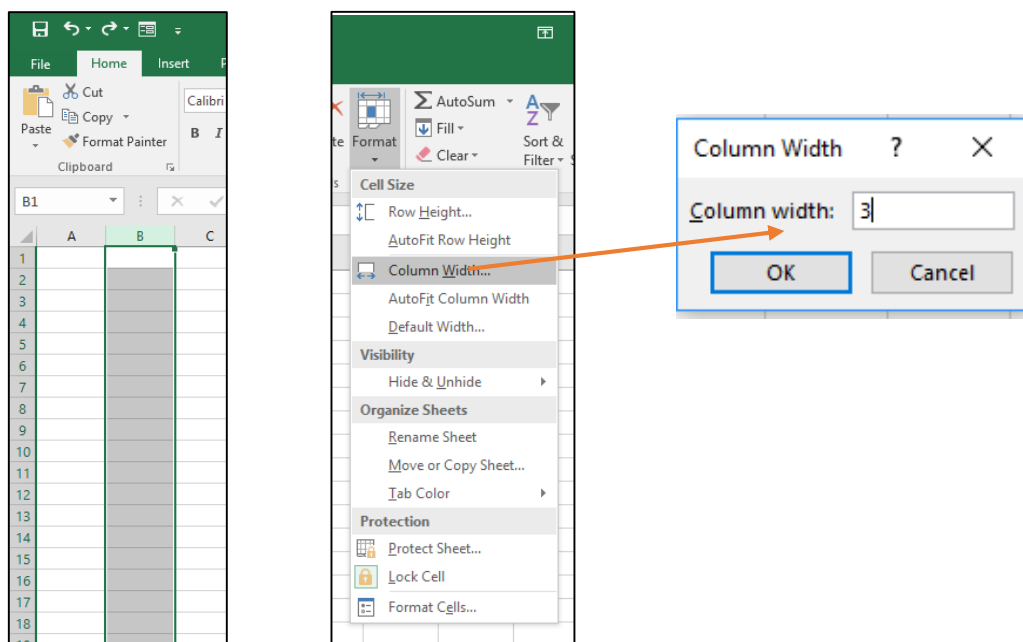 File Home Insert
Cut
Copy
Paste
Format Painter
Clipboard
Calibri
B I
B1
A B C
1
2
3
4
5
6
7
8
9
10
11
12
13
14
15
16
17
18
Format
AutoSum
Fill
Clear
A
Z
Sort &
Filter
Cell Size
Row Height...
AutoFit Row Height
Column Width...
AutoFit Column Width
Default Width...
Visibility
Hide & Unhide
Organize Sheets
Rename Sheet
Move or Copy Sheet...
Tab Color
Protection
Protect Sheet...
Lock Cell
Format Cells...
Column Width ? ×
Column width: 3
OK Cancel